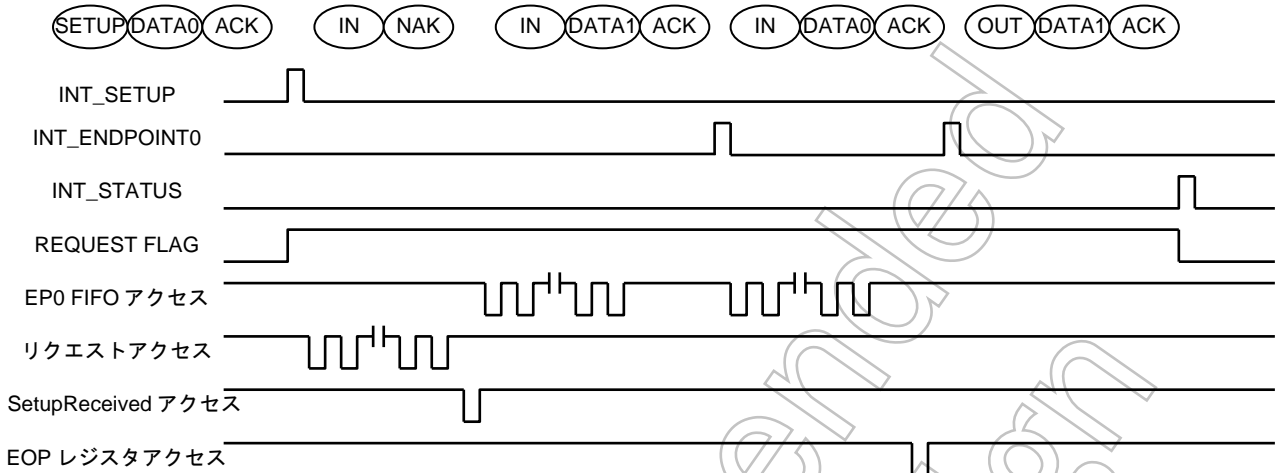 SETUP DATA0 ACK IN NAK IN DATA1 ACK IN DATA0 ACK OUT DATA1 ACK
INT_SETUP
INT_ENDPOINT0
INT_STATUS
REQUEST FLAG
EP0 FIFO アクセス
リクエストアクセス
SetupReceived アクセス
EOP レジスタアクセス